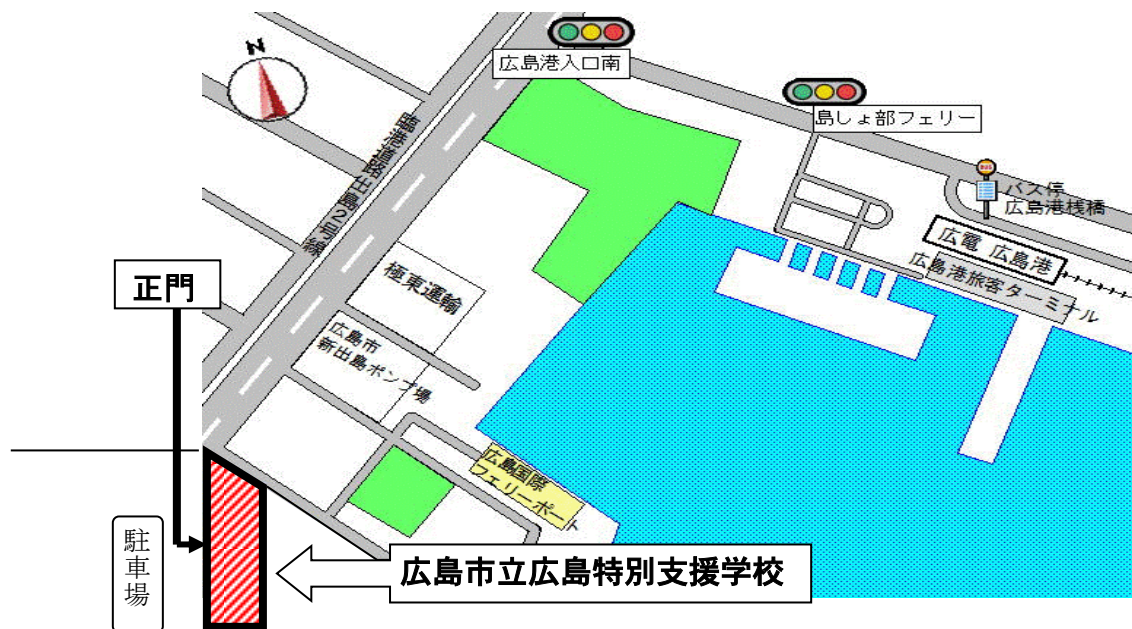 N
広島港入口南
島しょ部フェリー
臨港道路出島2号線
BUS
バス停
広島港桟橋
広電 広島港
広島港旅客ターミナル
正門
極東運輸
広島市
新出島ポンプ場
広島国際
フェリーポート
駐車場
広島市立広島特別支援学校